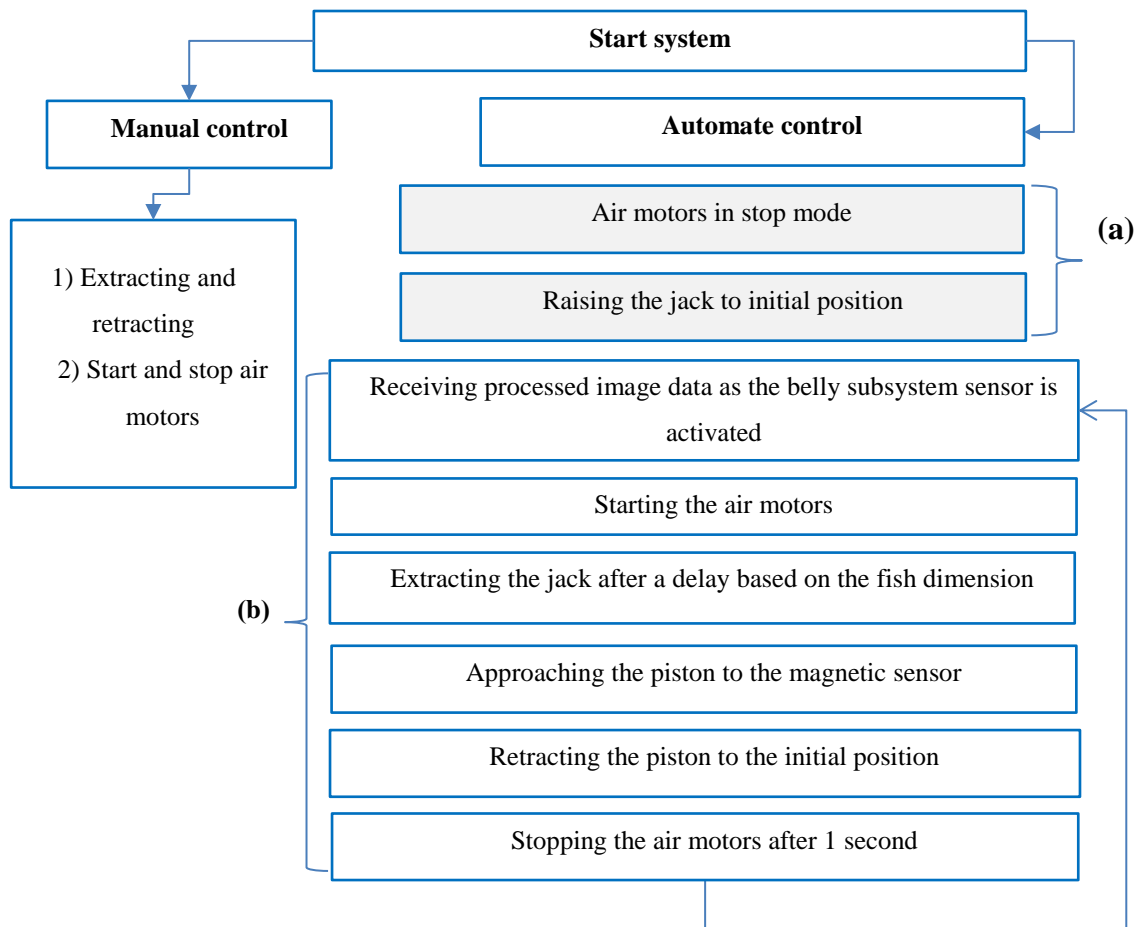 Start system
Manual control
Automate control
Air motors in stop mode
(a)
Raising the jack to initial position
1) Extracting and
retracting
2) Start and stop air
motors
Receiving processed image data as the belly subsystem sensor is
activated
Starting the air motors
Extracting the jack after a delay based on the fish dimension
(b)
Approaching the piston to the magnetic sensor
Retracting the piston to the initial position
Stopping the air motors after 1 second